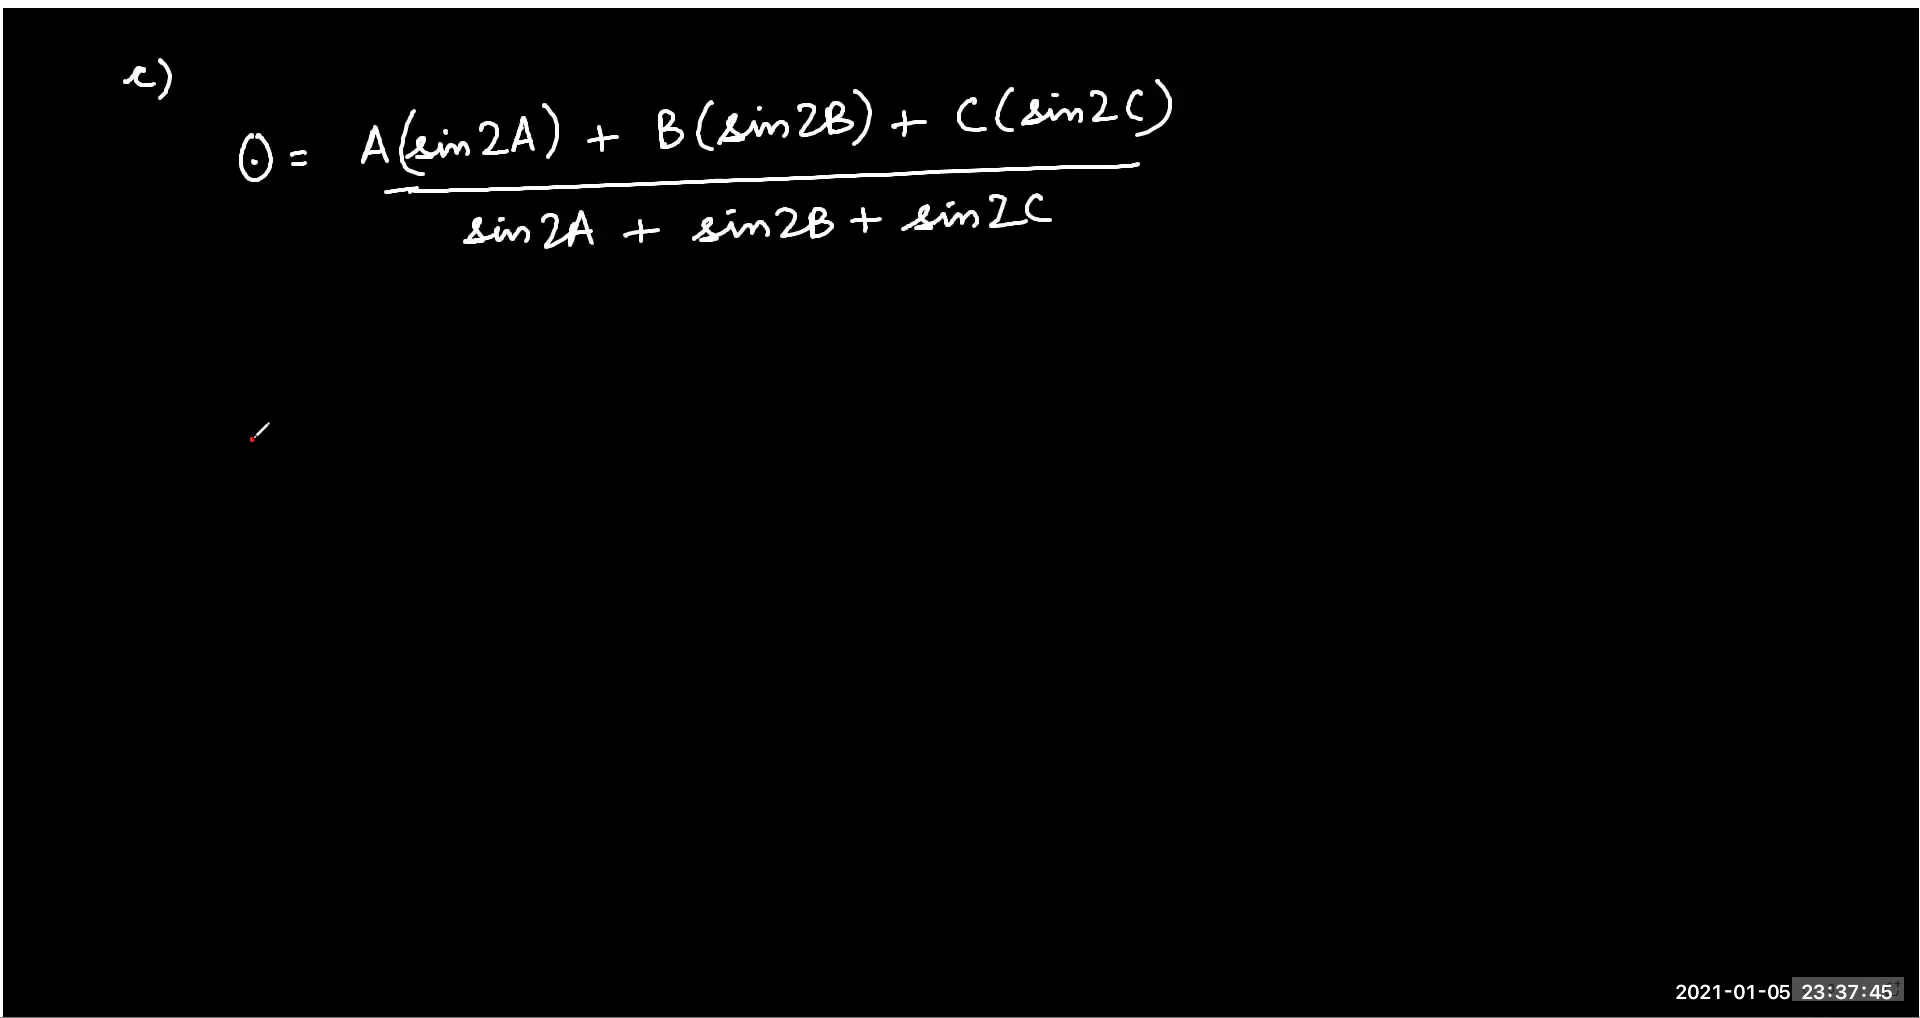 c)
⊙ = A(sin2A) + B(sin2B) + C(sin2C)
sin2A + sin2B + sin2C
2021-01-05 23:37:45